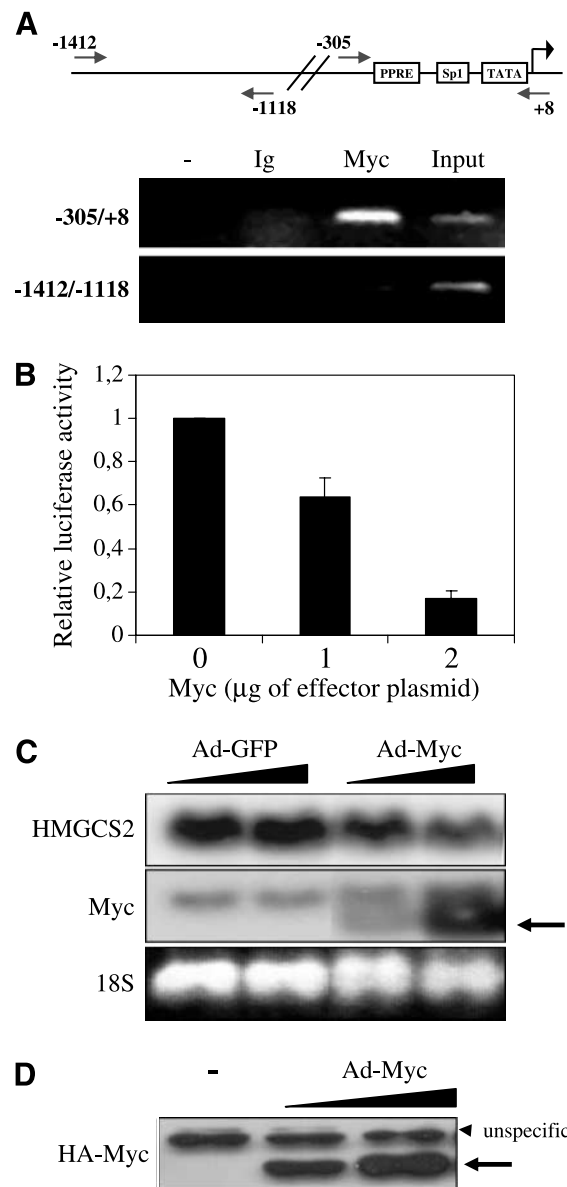 A
-1412
-305
PPRE
Sp1
TATA
-1118
+8
- Ig Myc Input
-305/+8
-1412/-1118
B
Relative luciferase activity
1,2
1
0,8
0,6
0,4
0,2
0
0 1 2
Myc (µg of effector plasmid)
C
Ad-GFP Ad-Myc
HMGCS2
Myc
18S
D
- Ad-Myc
unspecific
HA-Myc